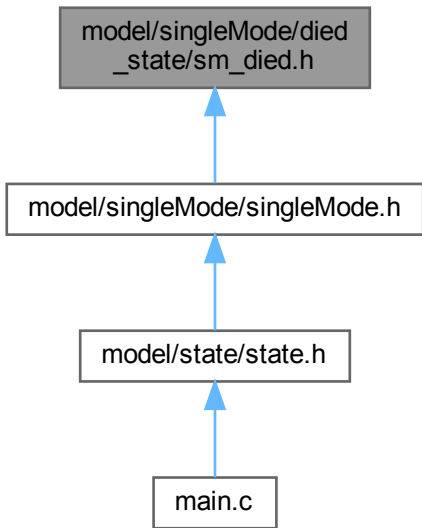 model/singleMode/died
_state/sm_died.h
model/singleMode/singleMode.h
model/state/state.h
main.c